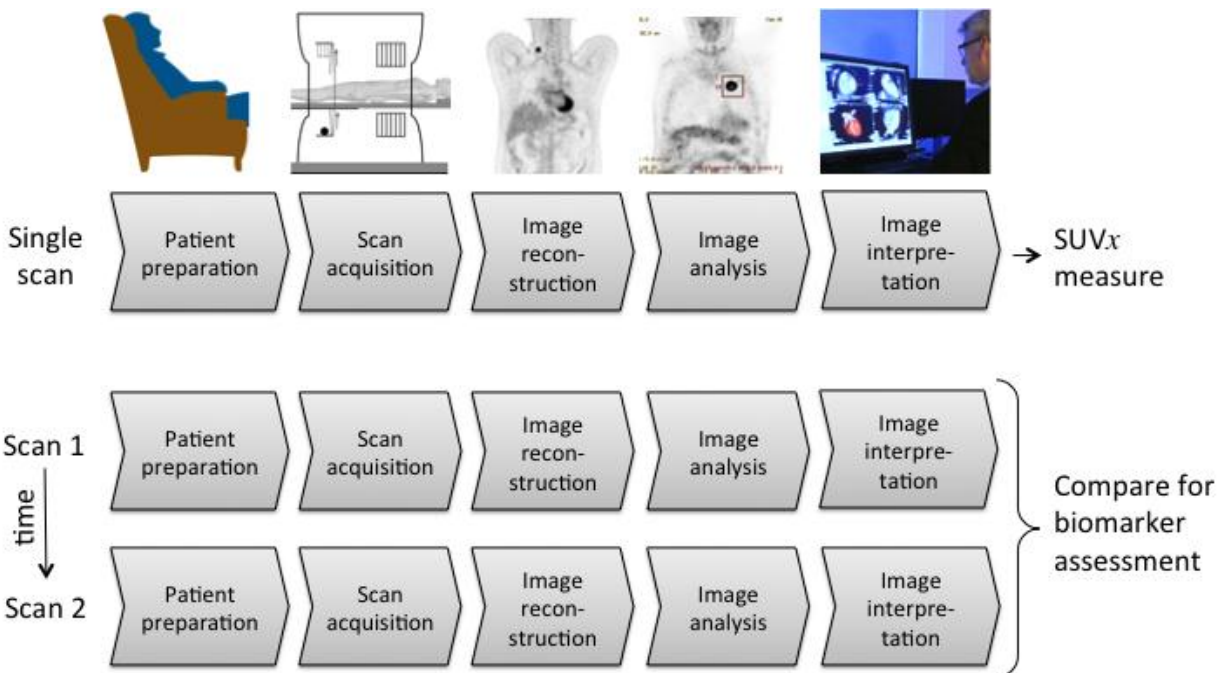 Single
scan
Patient
preparation
Scan
acquisition
Image
recon-
struction
Image
analysis
Image
interpre-
tation
SUVx
measure
Scan 1
Patient
preparation
Scan
acquisition
Image
recon-
struction
Image
analysis
Image
interpre-
tation
time
Scan 2
Patient
preparation
Scan
acquisition
Image
recon-
struction
Image
analysis
Image
interpre-
tation
Compare for
biomarker
assessment